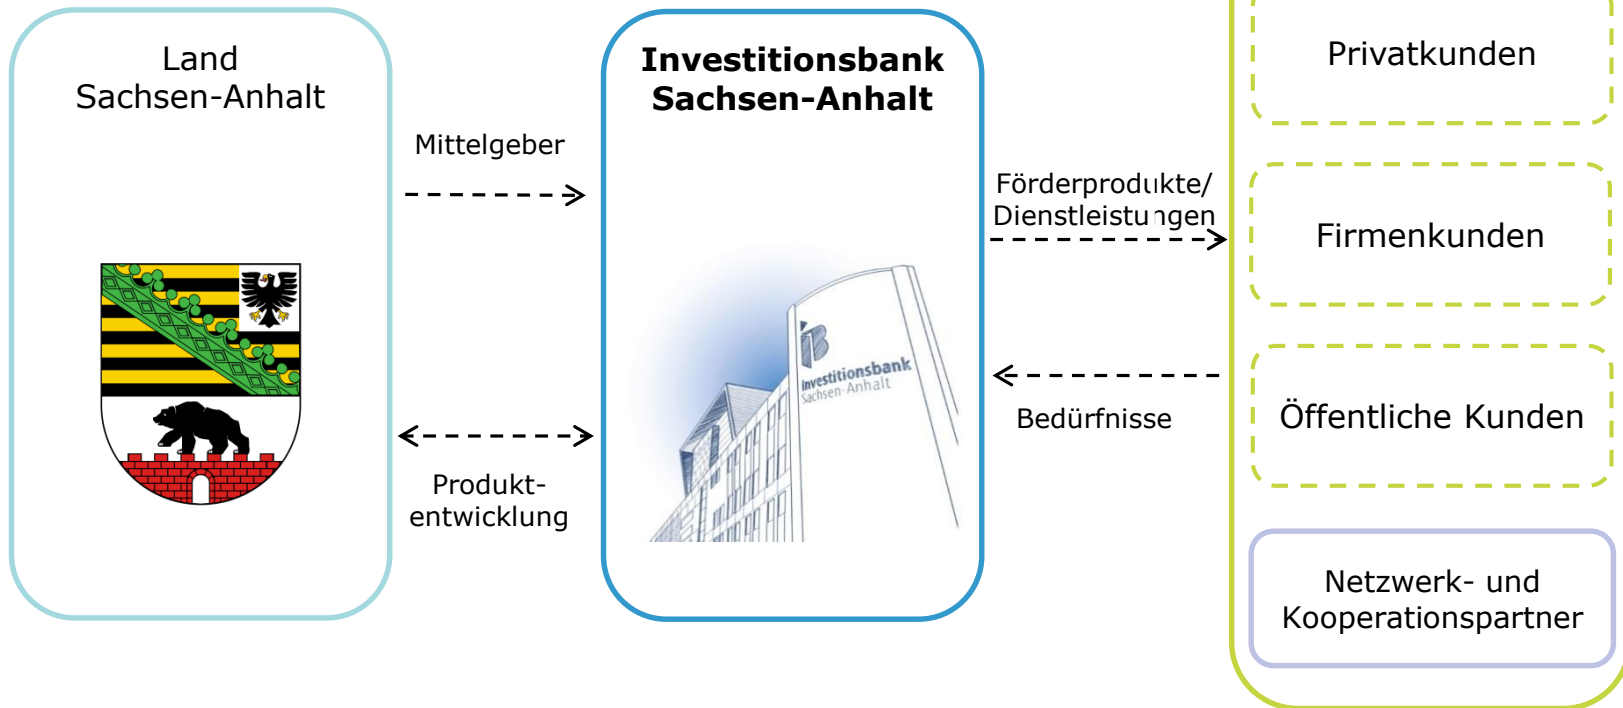 Land
Sachsen-Anhalt
Mittelgeber
Produkt-
entwicklung
Investitionsbank
Sachsen-Anhalt
iB
Investitionsbank
Sachsen-Anhalt
Förderprodukte/
Dienstleistungen
Bedürfnisse
Privatkunden
Firmenkunden
Öffentliche Kunden
Netzwerk- und
Kooperationspartner